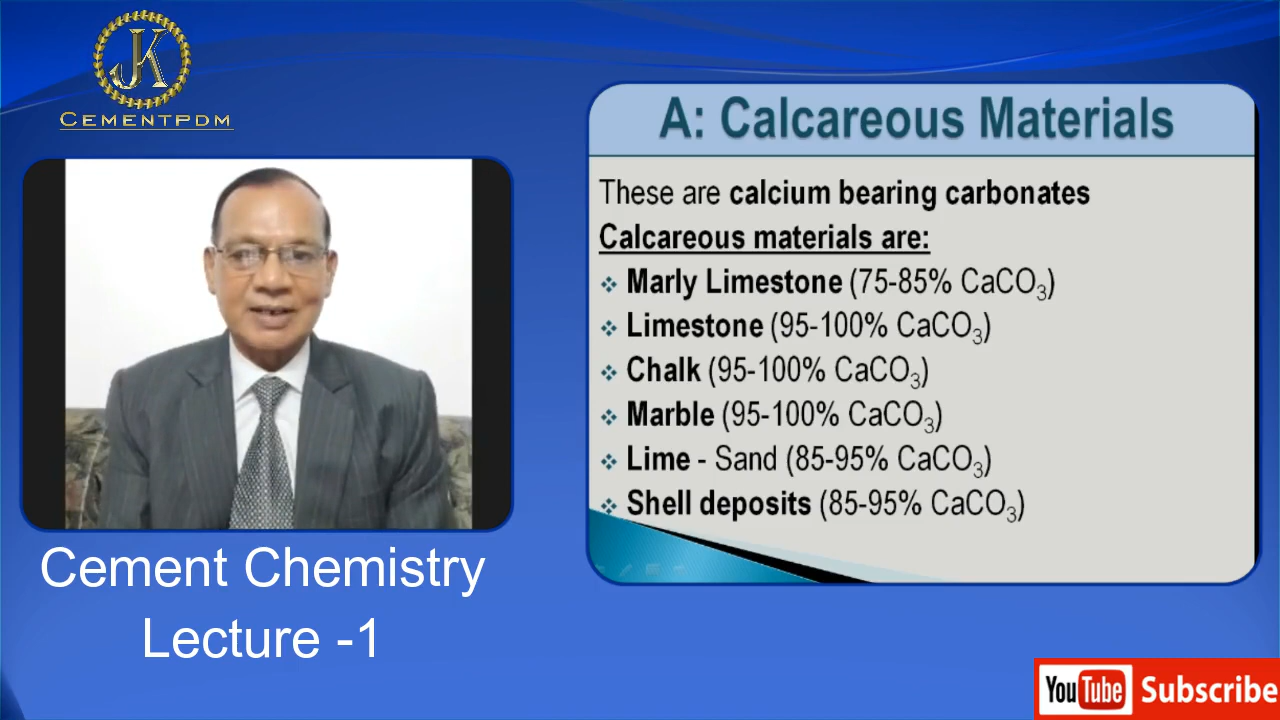 JK
CEMENTPDM
A: Calcareous Materials
These are calcium bearing carbonates
Calcareous materials are:
❖ Marly Limestone (75-85% CaCO₃)
❖ Limestone (95-100% CaCO₃)
❖ Chalk (95-100% CaCO₃)
❖ Marble (95-100% CaCO₃)
❖ Lime - Sand (85-95% CaCO₃)
❖ Shell deposits (85-95% CaCO₃)
Cement Chemistry
Lecture -1
YouTube Subscribe